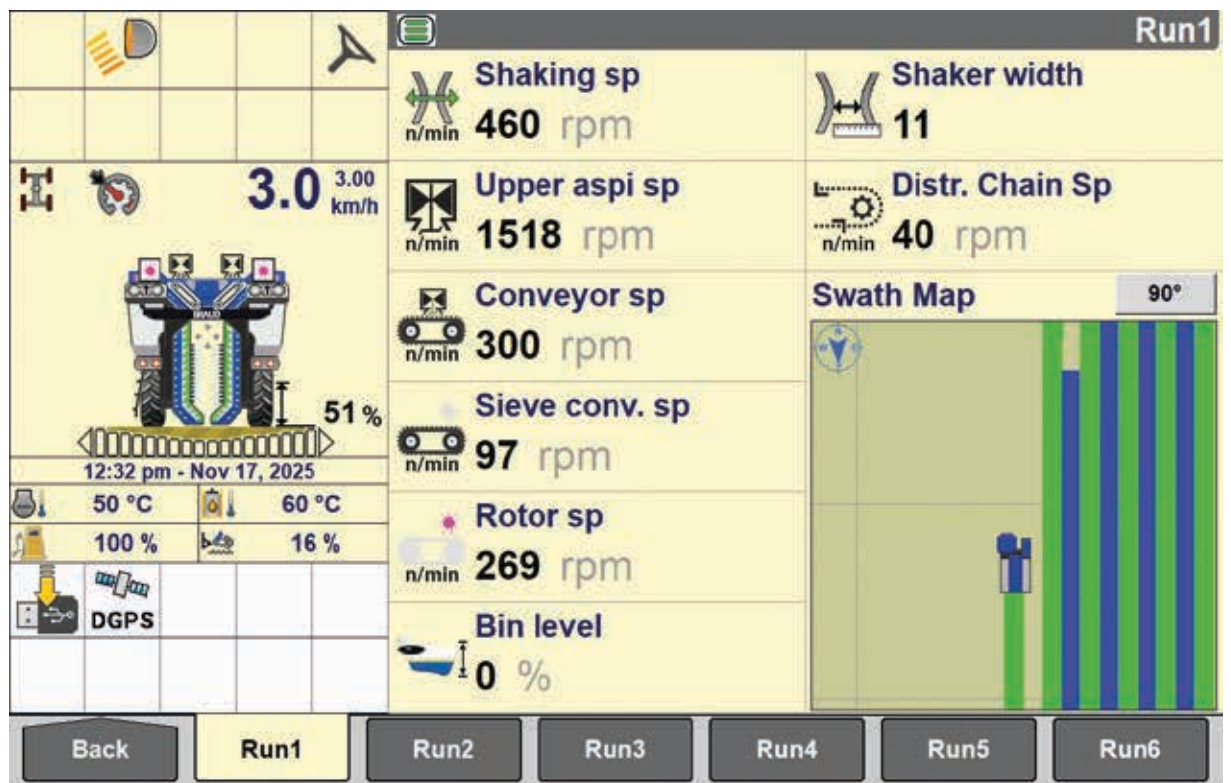 Run1
Shaking sp
n/min 460 rpm
Shaker width
11
3.0 3.00
km/h
Upper aspi sp
n/min 1518 rpm
Distr. Chain Sp
n/min 40 rpm
BRAUD
51 %
Conveyor sp
n/min 300 rpm
Swath Map
90°
Sieve conv. sp
n/min 97 rpm
12:32 pm - Nov 17, 2025
50 °C 60 °C
100 % 16 %
Rotor sp
n/min 269 rpm
DGPS
Bin level
0 %
Back Run1 Run2 Run3 Run4 Run5 Run6